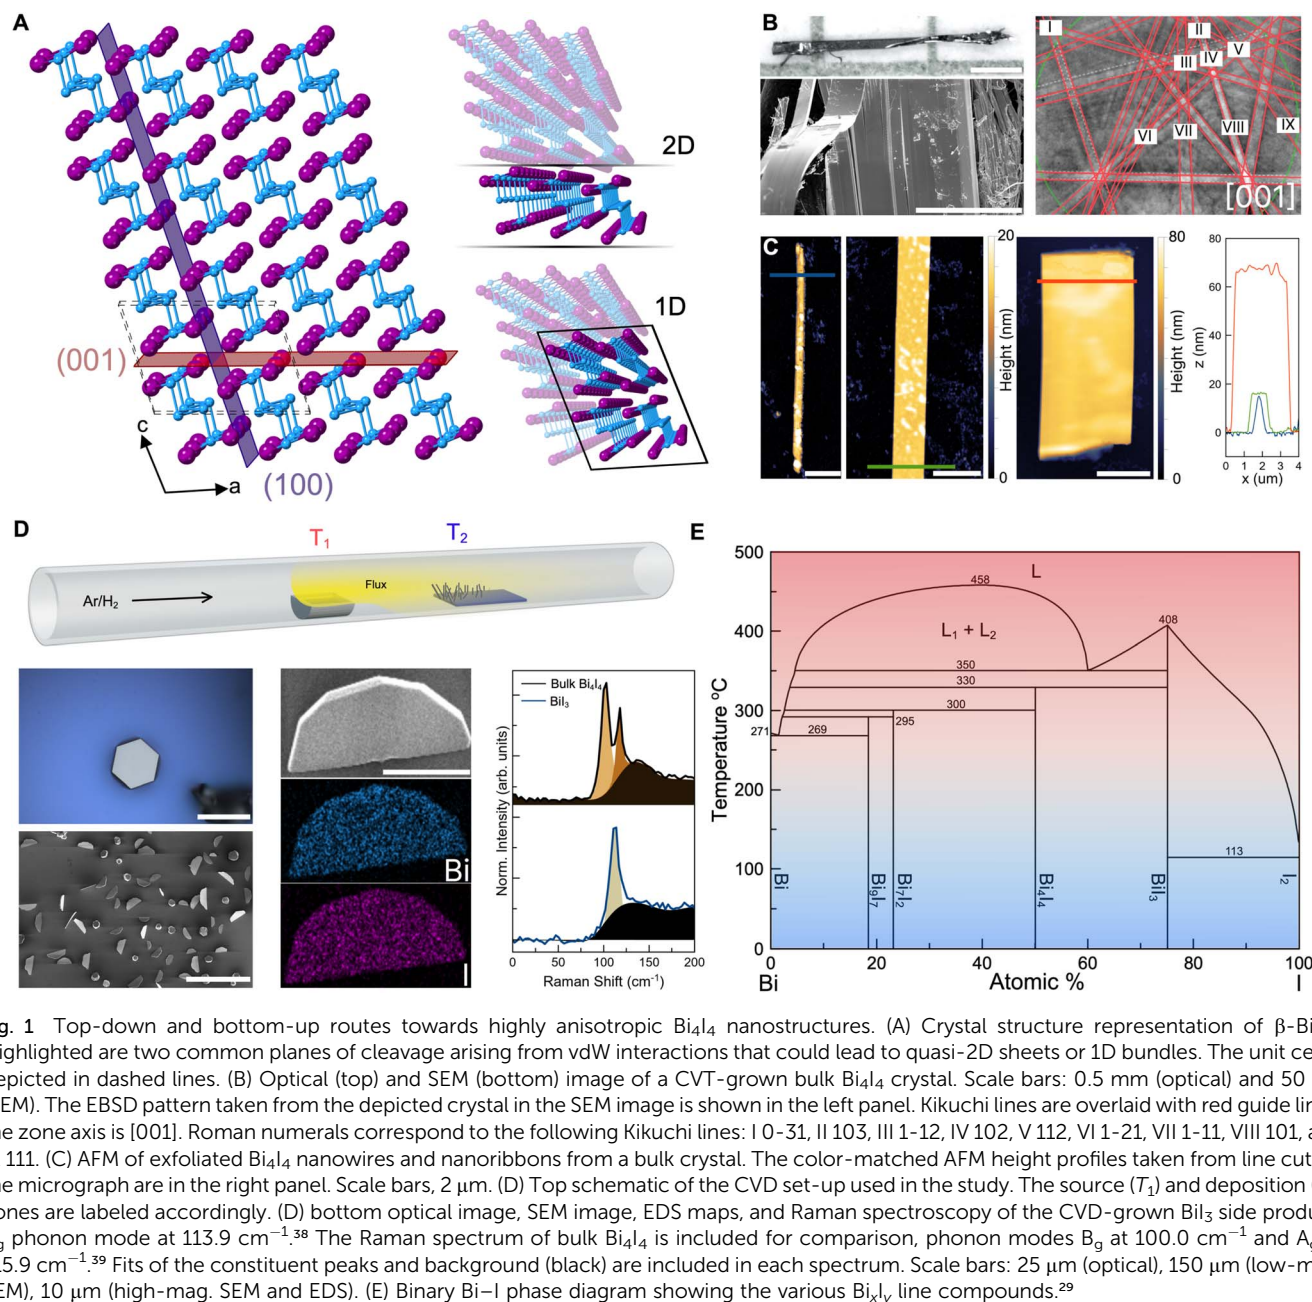 A
2D
1D
(001)
(100)
c
a
B
I
II
III
IV
V
VI
VII
VIII
IX
[001]
C
20
Height (nm)
0
80
Height (nm)
0
80
60
40
20
0
z (nm)
0 1 2 3 4
x (um)
D
T₁
T₂
Ar/H₂
Flux
Bi
I
Bulk Bi₄I₄
BiI₃
Norm. Intensity (arb. units)
0 50 100 150 200
Raman Shift (cm⁻¹)
E
500
400
300
200
100
0
Temperature ºC
L
458
L₁ + L₂
408
350
330
300
295
271
269
113
Bi
Bi₉I₇
Bi₇I₂
Bi₄I₄
BiI₃
I₂
0 20 40 60 80 100
Bi
Atomic %
I
g. 1 Top-down and bottom-up routes towards highly anisotropic Bi₄I₄ nanostructures. (A) Crystal structure representation of β-Bi
ighlighted are two common planes of cleavage arising from vdW interactions that could lead to quasi-2D sheets or 1D bundles. The unit ce
epicted in dashed lines. (B) Optical (top) and SEM (bottom) image of a CVT-grown bulk Bi₄I₄ crystal. Scale bars: 0.5 mm (optical) and 50
EM). The EBSD pattern taken from the depicted crystal in the SEM image is shown in the left panel. Kikuchi lines are overlaid with red guide lin
ne zone axis is [001]. Roman numerals correspond to the following Kikuchi lines: I 0-31, II 103, III 1-12, IV 102, V 112, VI 1-21, VII 1-11, VIII 101, a
111. (C) AFM of exfoliated Bi₄I₄ nanowires and nanoribbons from a bulk crystal. The color-matched AFM height profiles taken from line cut
ne micrograph are in the right panel. Scale bars, 2 μm. (D) Top schematic of the CVD set-up used in the study. The source (T₁) and deposition (
ones are labeled accordingly. (D) bottom optical image, SEM image, EDS maps, and Raman spectroscopy of the CVD-grown BiI₃ side produ
g phonon mode at 113.9 cm⁻¹.³⁸ The Raman spectrum of bulk Bi₄I₄ is included for comparison, phonon modes B_g at 100.0 cm⁻¹ and A_g
15.9 cm⁻¹.³⁹ Fits of the constituent peaks and background (black) are included in each spectrum. Scale bars: 25 μm (optical), 150 μm (low-m
EM), 10 μm (high-mag. SEM and EDS). (E) Binary Bi–I phase diagram showing the various BiₓI_y line compounds.²⁹